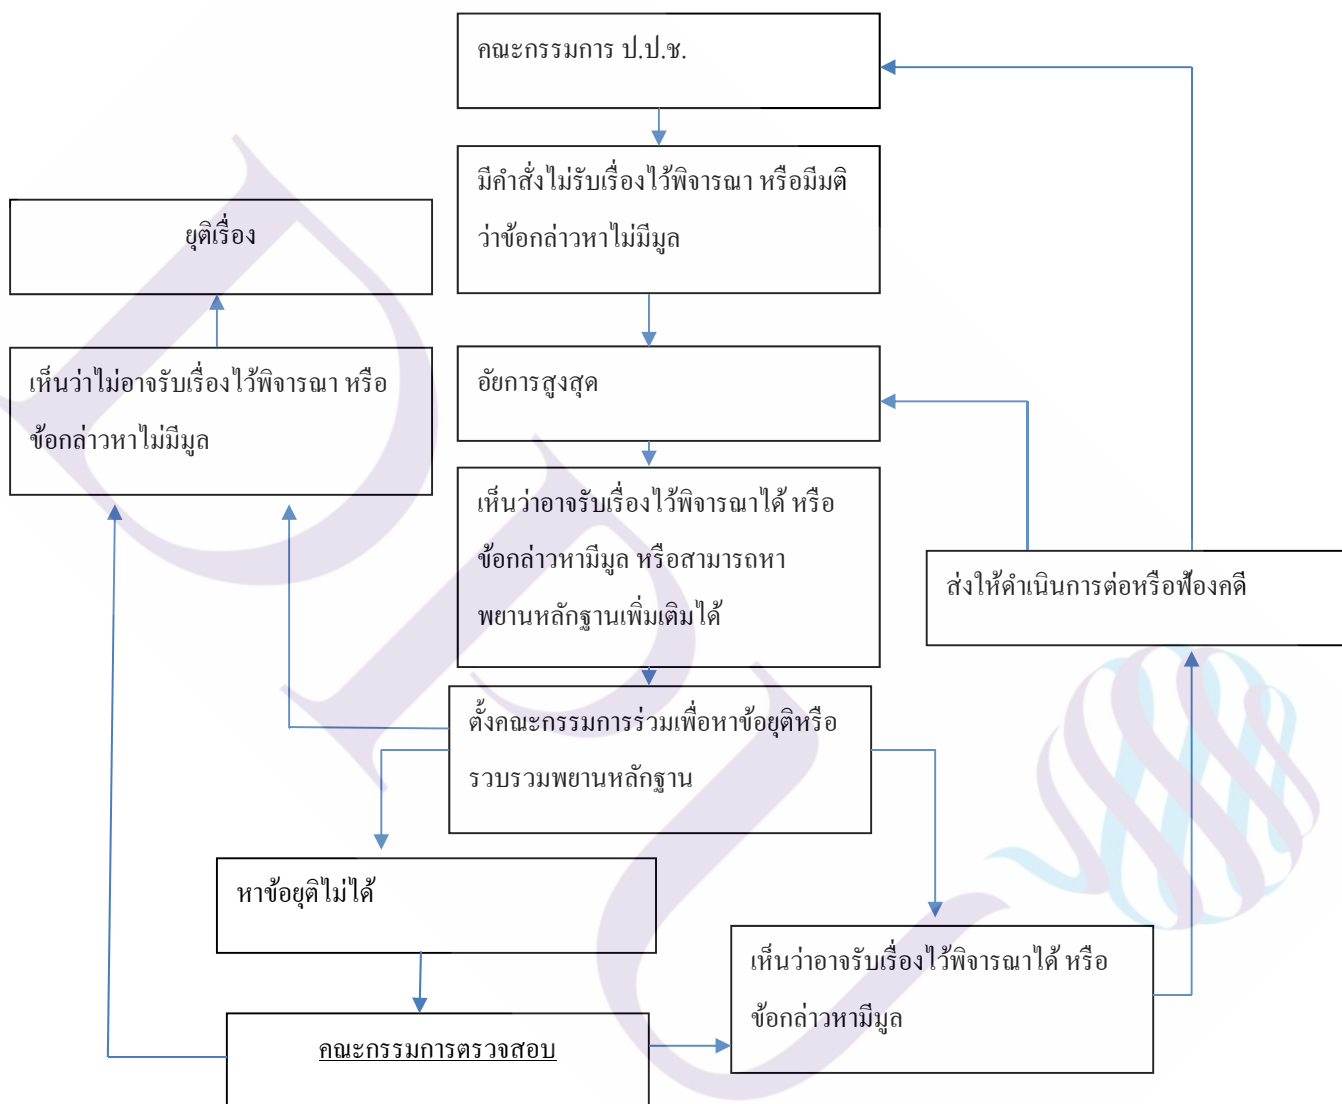 คณะกรรมการ ป.ป.ช.
มีคำสั่งไม่รับเรื่องไว้พิจารณา หรือมีมติ
ว่าข้อกล่าวหาไม่มีมูล
ยุติเรื่อง
เห็นว่าไม่อาจรับเรื่องไว้พิจารณา หรือ
ข้อกล่าวหาไม่มีมูล
อัยการสูงสุด
เห็นว่าอาจรับเรื่องไว้พิจารณาได้ หรือ
ข้อกล่าวหามีมูล หรือสามารถหา
พยานหลักฐานเพิ่มเติมได้
ส่งให้ดำเนินการต่อหรือฟ้องคดี
ตั้งคณะกรรมการร่วมเพื่อหาข้อยุติหรือ
รวบรวมพยานหลักฐาน
หาข้อยุติไม่ได้
เห็นว่าอาจรับเรื่องไว้พิจารณาได้ หรือ
ข้อกล่าวหามีมูล
คณะกรรมการตรวจสอบ
DPU